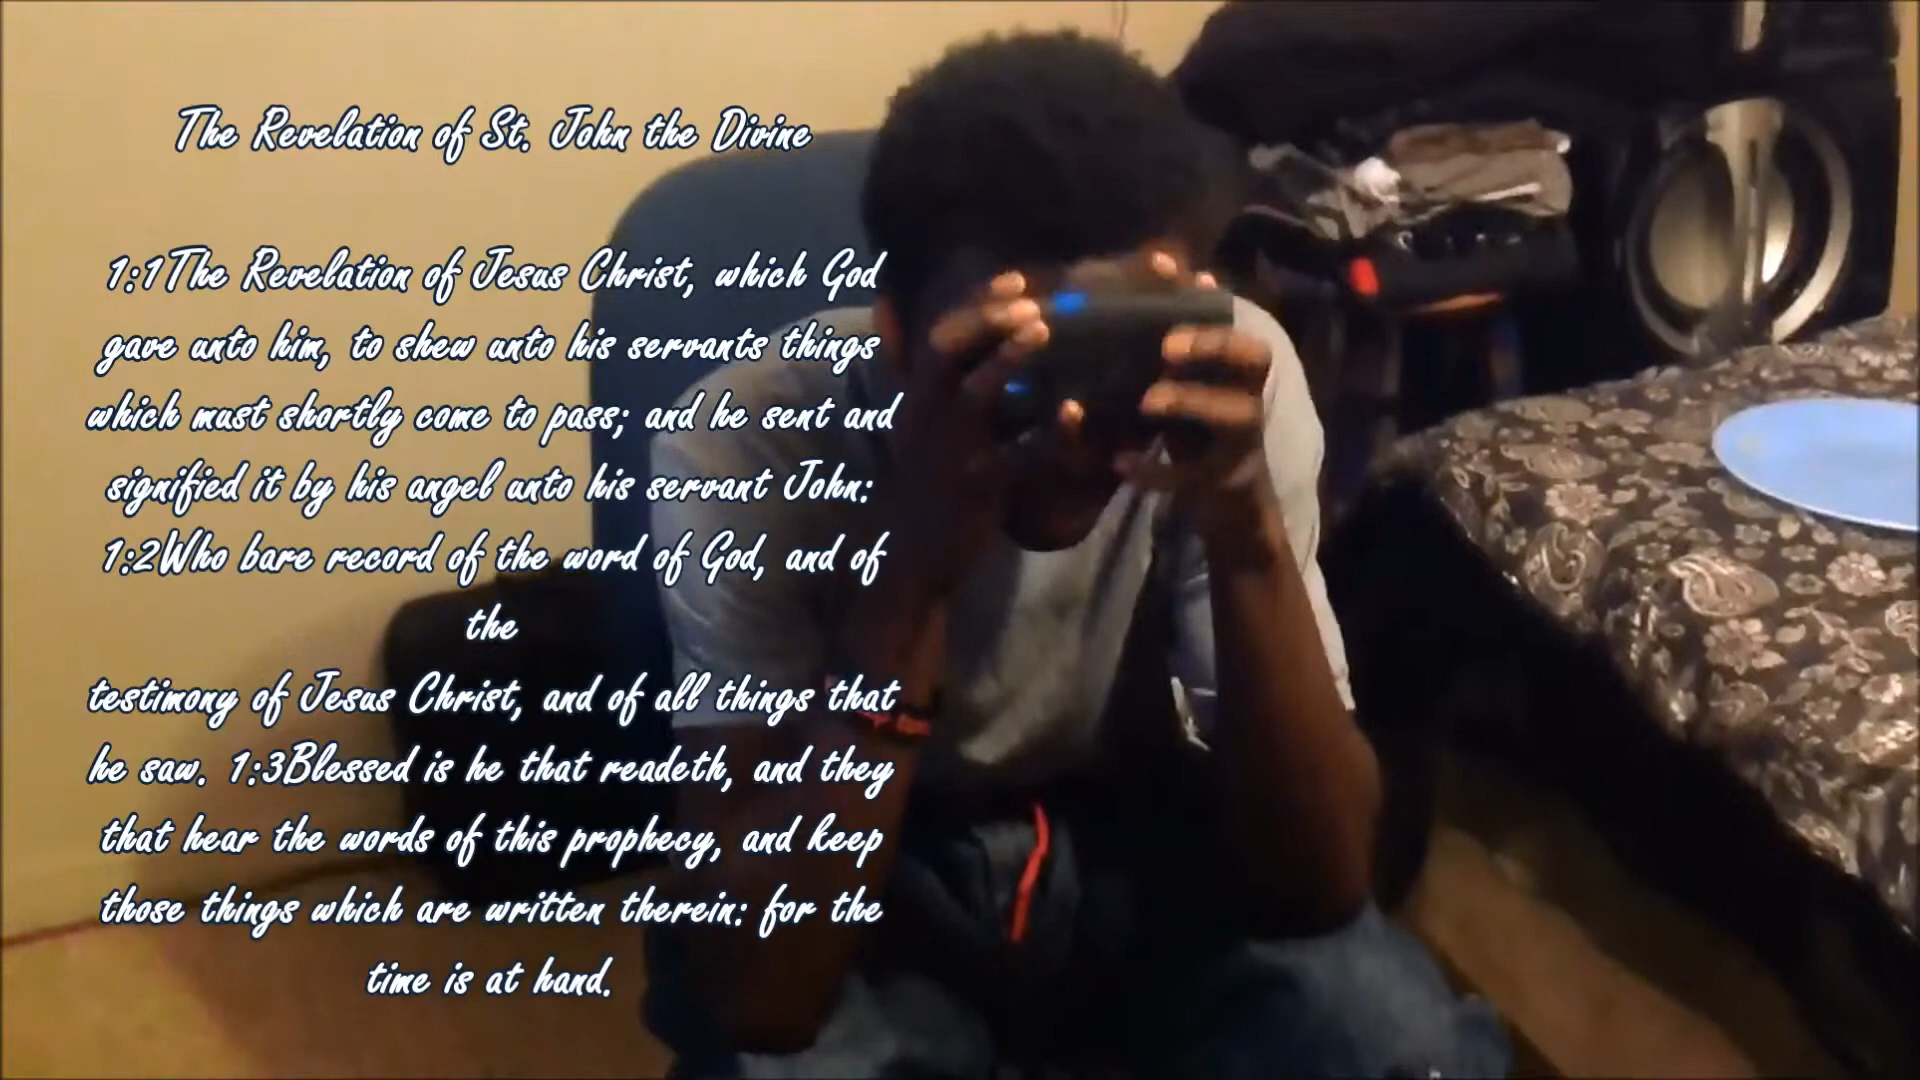 The Revelation of St. John the Divine
1:1The Revelation of Jesus Christ, which God
gave unto him, to shew unto his servants things
which must shortly come to pass; and he sent and
signified it by his angel unto his servant John:
1:2Who bare record of the word of God, and of
the
testimony of Jesus Christ, and of all things that
he saw. 1:3Blessed is he that readeth, and they
that hear the words of this prophecy, and keep
those things which are written therein: for the
time is at hand.